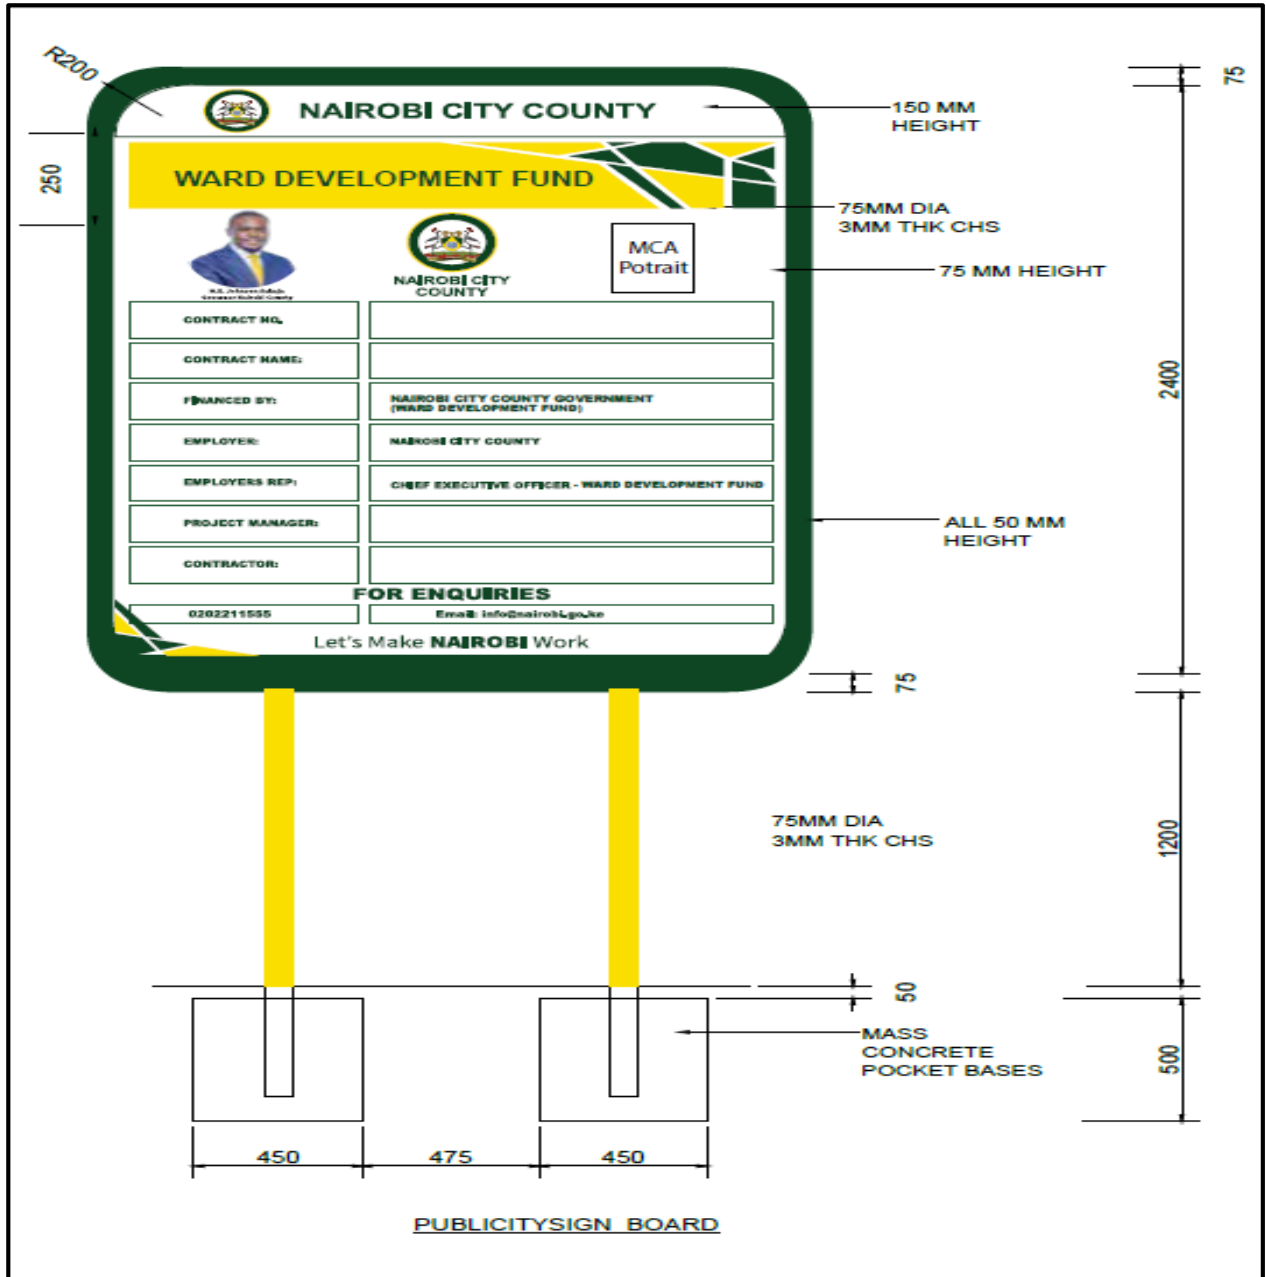 R200
75
NAIROBI CITY COUNTY
150 MM
HEIGHT
250
WARD DEVELOPMENT FUND
75MM DIA
3MM THK CHS
MCA
Potrait
75 MM HEIGHT
NAIROBI CITY
COUNTY
Governor Nairobi County
CONTRACT NO.
CONTRACT NAME:
2400
FINANCED BY:
NAIROBI CITY COUNTY GOVERNMENT
(WARD DEVELOPMENT FUND)
EMPLOYER:
NAIROBI CITY COUNTY
EMPLOYERS REP:
CHIEF EXECUTIVE OFFICER - WARD DEVELOPMENT FUND
PROJECT MANAGER:
ALL 50 MM
HEIGHT
CONTRACTOR:
FOR ENQUIRIES
0202211555
Email: info@nairobi.go.ke
Let's Make NAIROBI Work
75
75MM DIA
3MM THK CHS
1200
50
MASS
CONCRETE
POCKET BASES
500
450
475
450
PUBLICITYSIGN BOARD